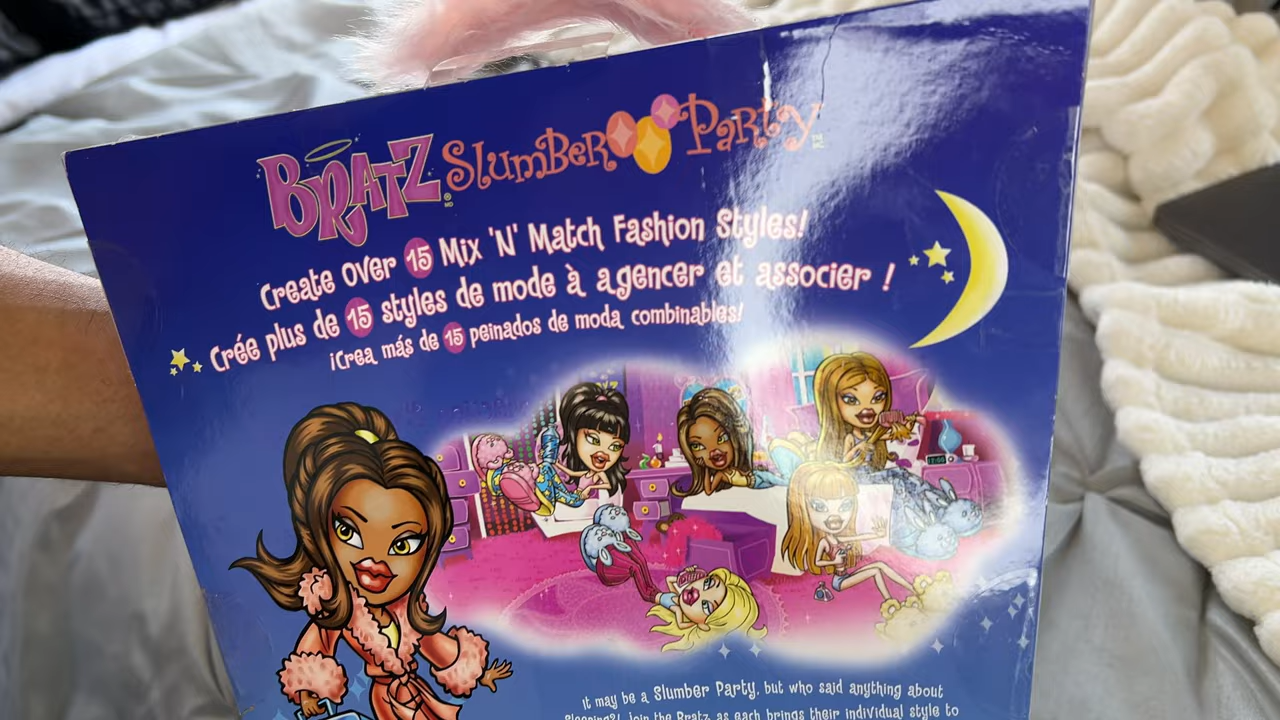 BRATZ® Slumber Party™
Create Over 15 Mix 'N' Match Fashion Styles!
Crée plus de 15 styles de mode à agencer et associer !
¡Crea más de 15 peinados de moda combinables!
It may be a Slumber Party, but who said anything about
Sleeping?! Join the Bratz as each brings their individual style to